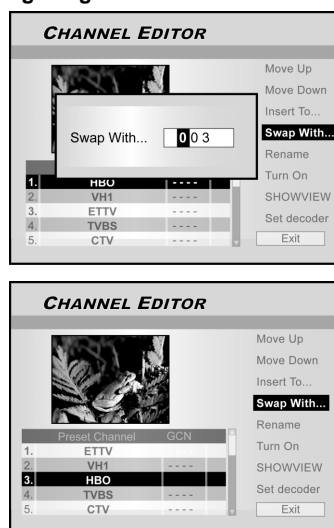 CHANNEL EDITOR
Move Up
Move Down
Insert To...
Swap With...
Rename
Turn On
SHOWVIEW
Set decoder
Exit
Swap With... 003
1. HBO - - - -
2. VH1 - - - -
3. ETTV - - - -
4. TVBS - - - -
5. CTV - - - -
CHANNEL EDITOR
Move Up
Move Down
Insert To...
Swap With...
Rename
Turn On
SHOWVIEW
Set decoder
Exit
Preset Channel GCN
1. ETTV
2. VH1 - - - -
3. HBO
4. TVBS - - - -
5. CTV - - - -